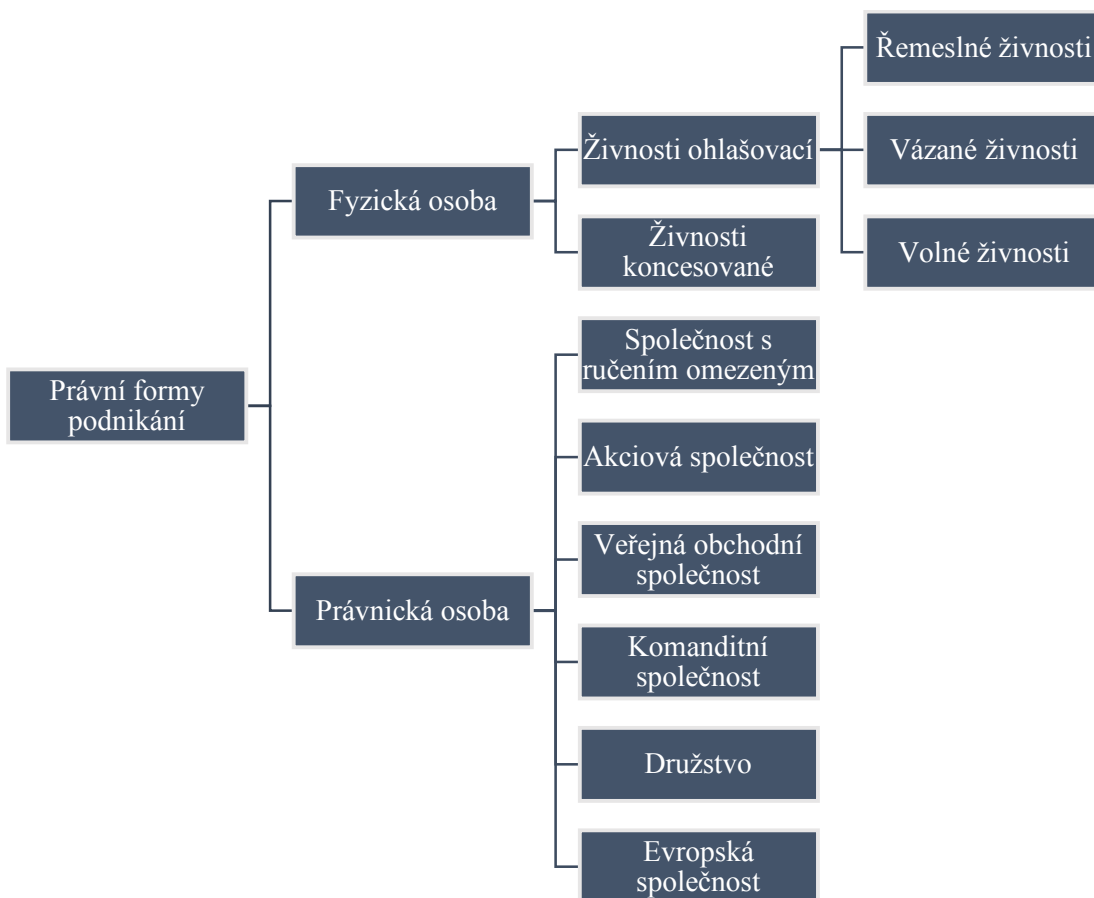 Právní formy
podnikání
Fyzická osoba
Živnosti ohlašovací
Řemeslné živnosti
Vázané živnosti
Volné živnosti
Živnosti
koncesované
Právnická osoba
Společnost s
ručením omezeným
Akciová společnost
Veřejná obchodní
společnost
Komanditní
společnost
Družstvo
Evropská
společnost